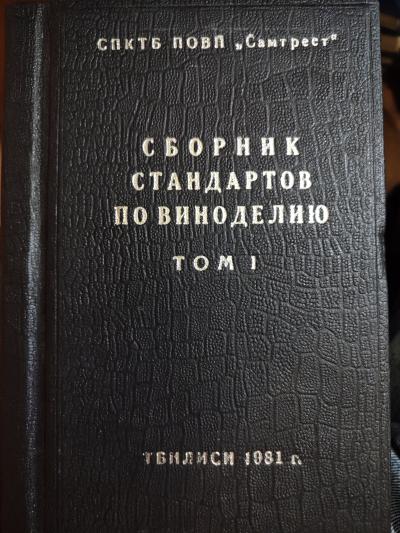 СПКТБ ПОВП „Самтрест“
СБОРНИК
СТАНДАРТОВ
ПО ВИНОДЕЛИЮ
ТОМ I
ТБИЛИСИ 1981 г.